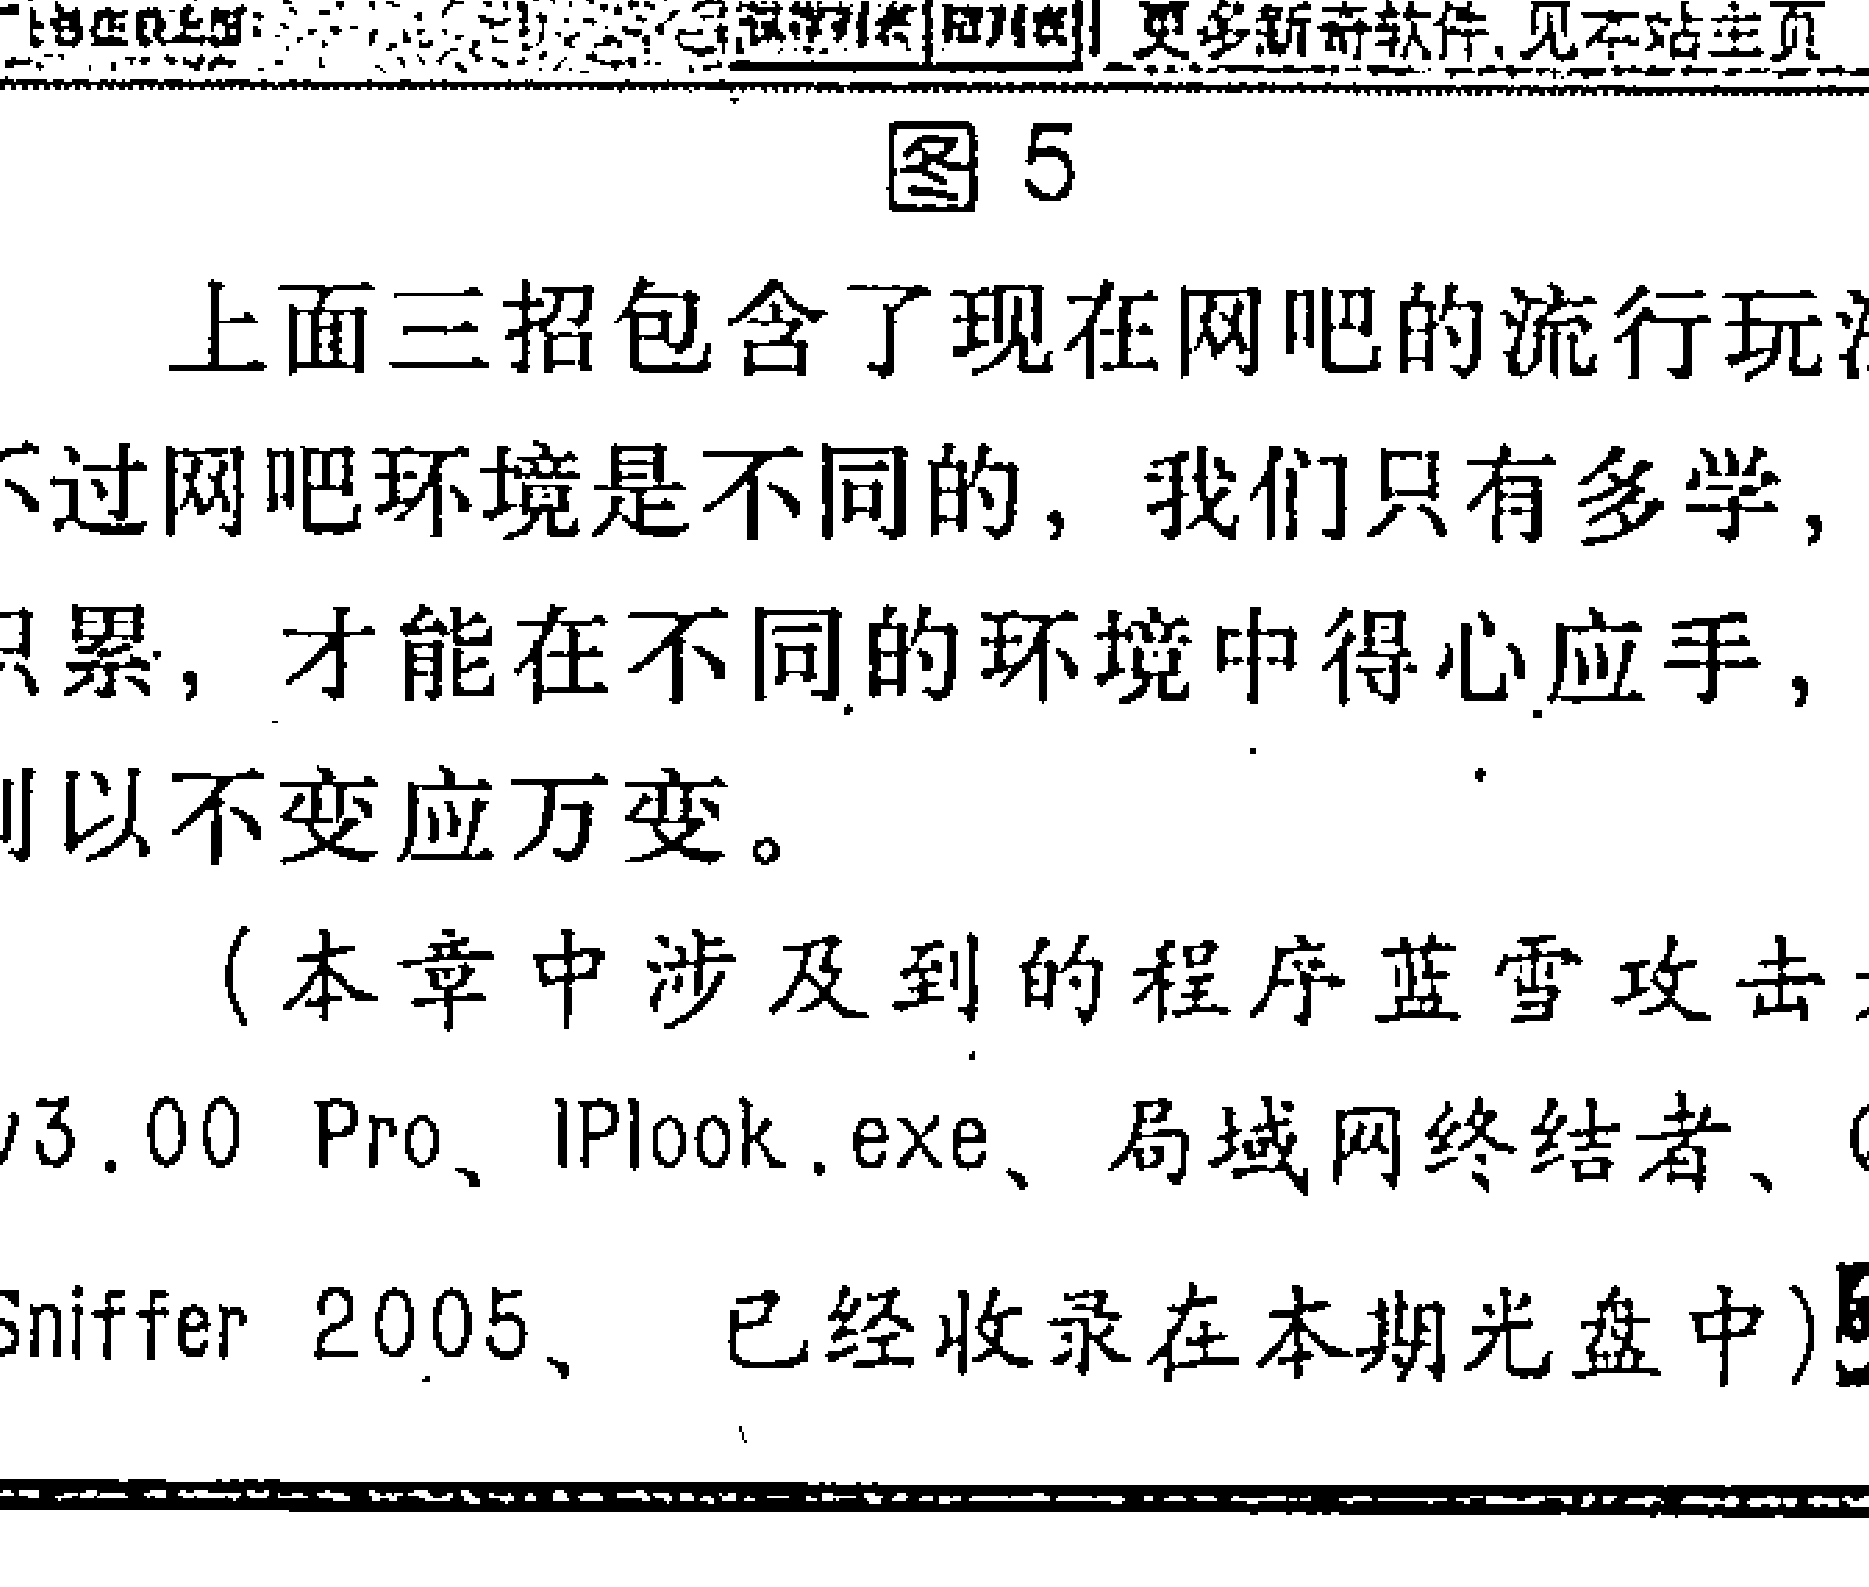 更多新奇软件,见本站主页
图 5
上面三招包含了现在网吧的流行玩法
不过网吧环境是不同的，我们只有多学，
积累，才能在不同的环境中得心应手，
到以不变应万变。
（本章中涉及到的程序蓝雪攻击
v3.00 Pro、IPlook.exe、局域网终结者、
Sniffer 2005、 已经收录在本期光盘中)